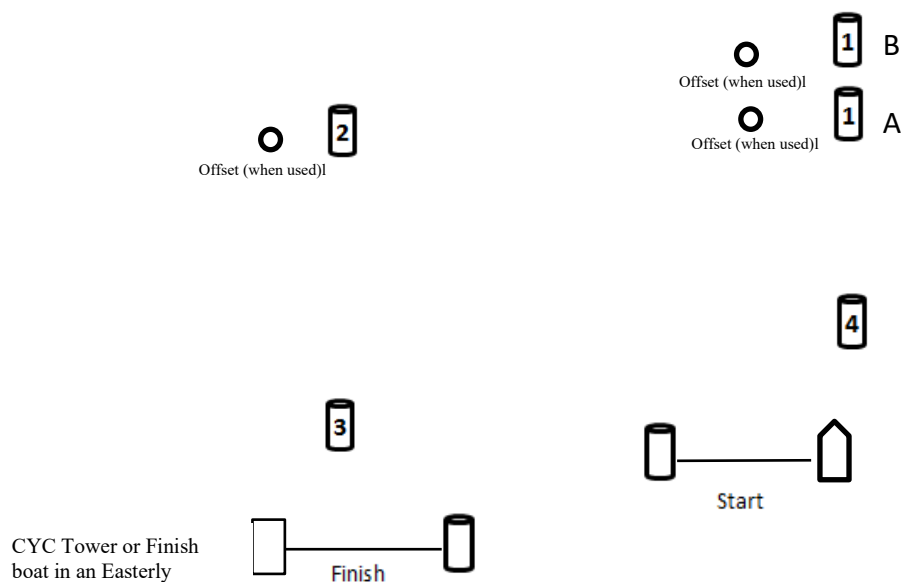 1 B
Offset (when used)l
1 A
Offset (when used)l
2
Offset (when used)l
4
3
Start
CYC Tower or Finish
boat in an Easterly
Finish